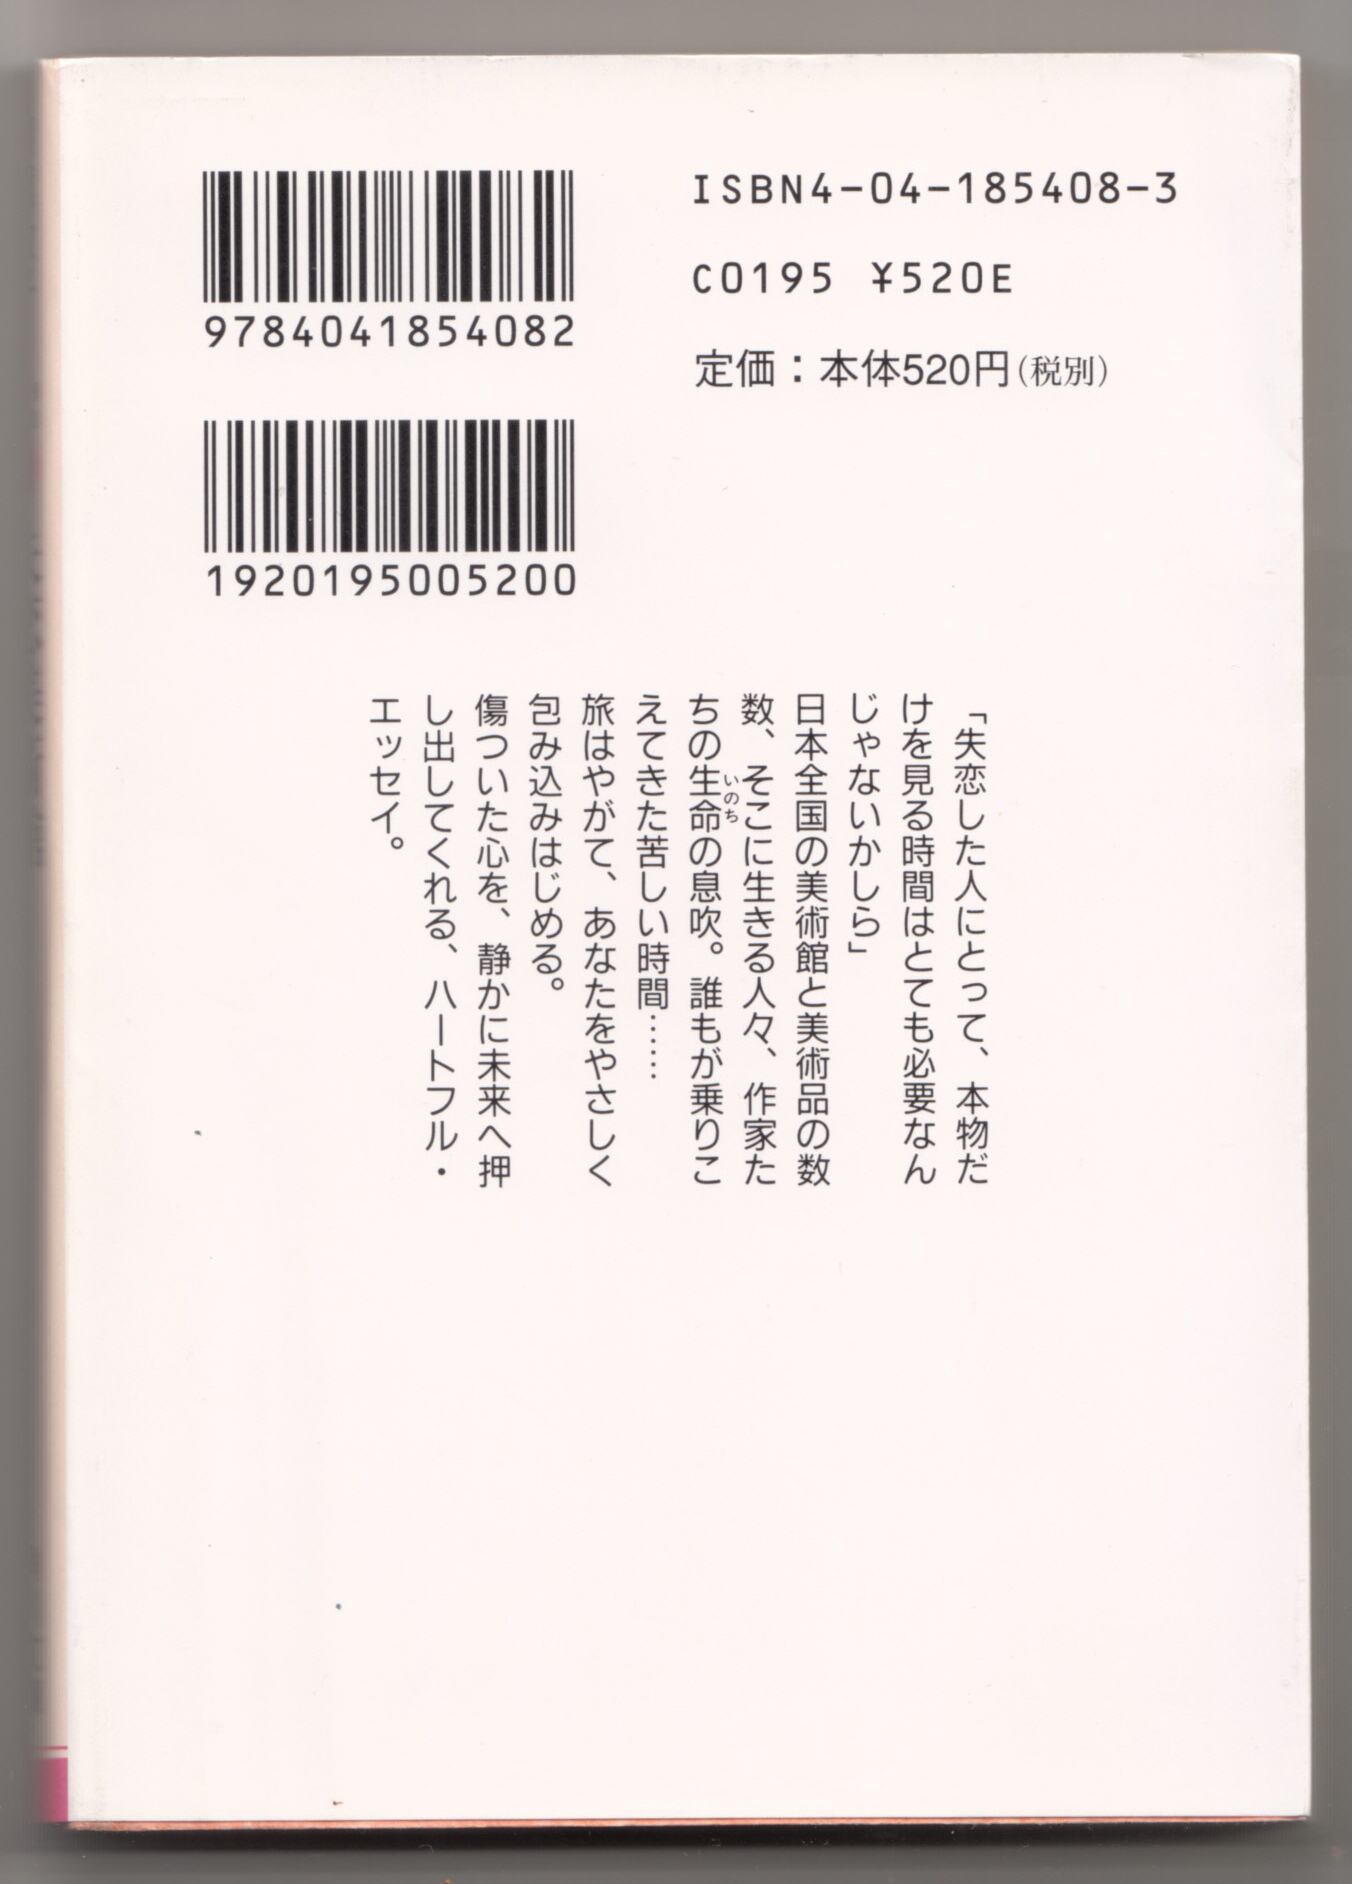 ISBN4-04-185408-3
C0195 ¥520E
定価：本体520円（税別）
9784041854082
1920195005200
「失恋した人にとって、本物だ
けを見る時間はとても必要なん
じゃないかしら」
日本全国の美術館と美術品の数
数、そこに生きる人々、作家た
ちの生命の息吹。誰もが乗りこ
いのち
えてきた苦しい時間……
旅はやがて、あなたをやさしく
包み込みはじめる。
傷ついた心を、静かに未来へ押
し出してくれる、ハートフル・
エッセイ。